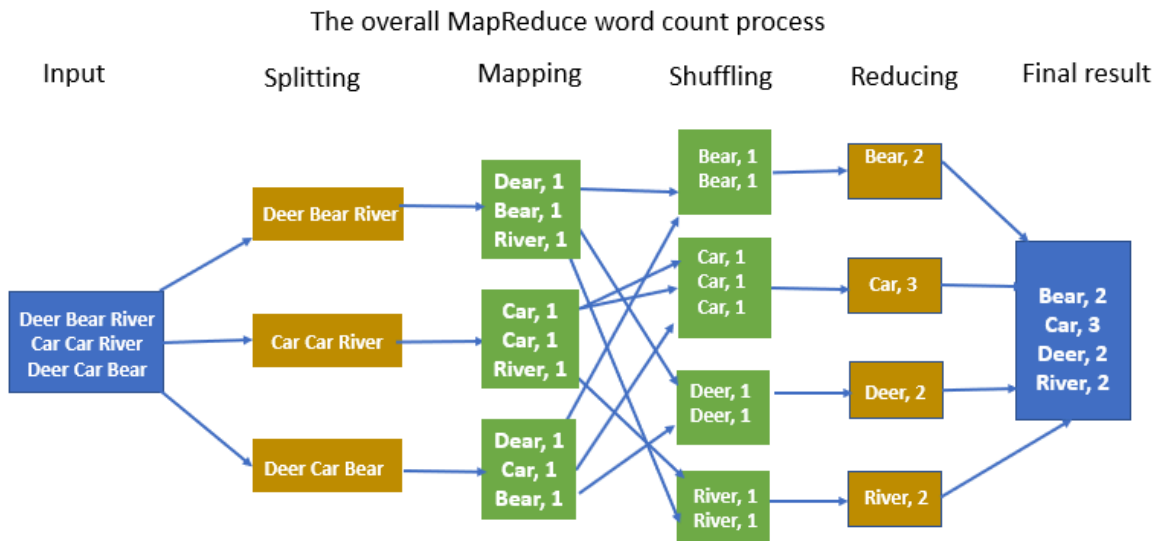 The overall MapReduce word count process
Input
Splitting
Mapping
Shuffling
Reducing
Final result
Deer Bear River
Car Car River
Deer Car Bear
Deer Bear River
Car Car River
Deer Car Bear
Dear, 1
Bear, 1
River, 1
Car, 1
Car, 1
River, 1
Dear, 1
Car, 1
Bear, 1
Bear, 1
Bear, 1
Car, 1
Car, 1
Car, 1
Deer, 1
Deer, 1
River, 1
River, 1
Bear, 2
Car, 3
Deer, 2
River, 2
Bear, 2
Car, 3
Deer, 2
River, 2